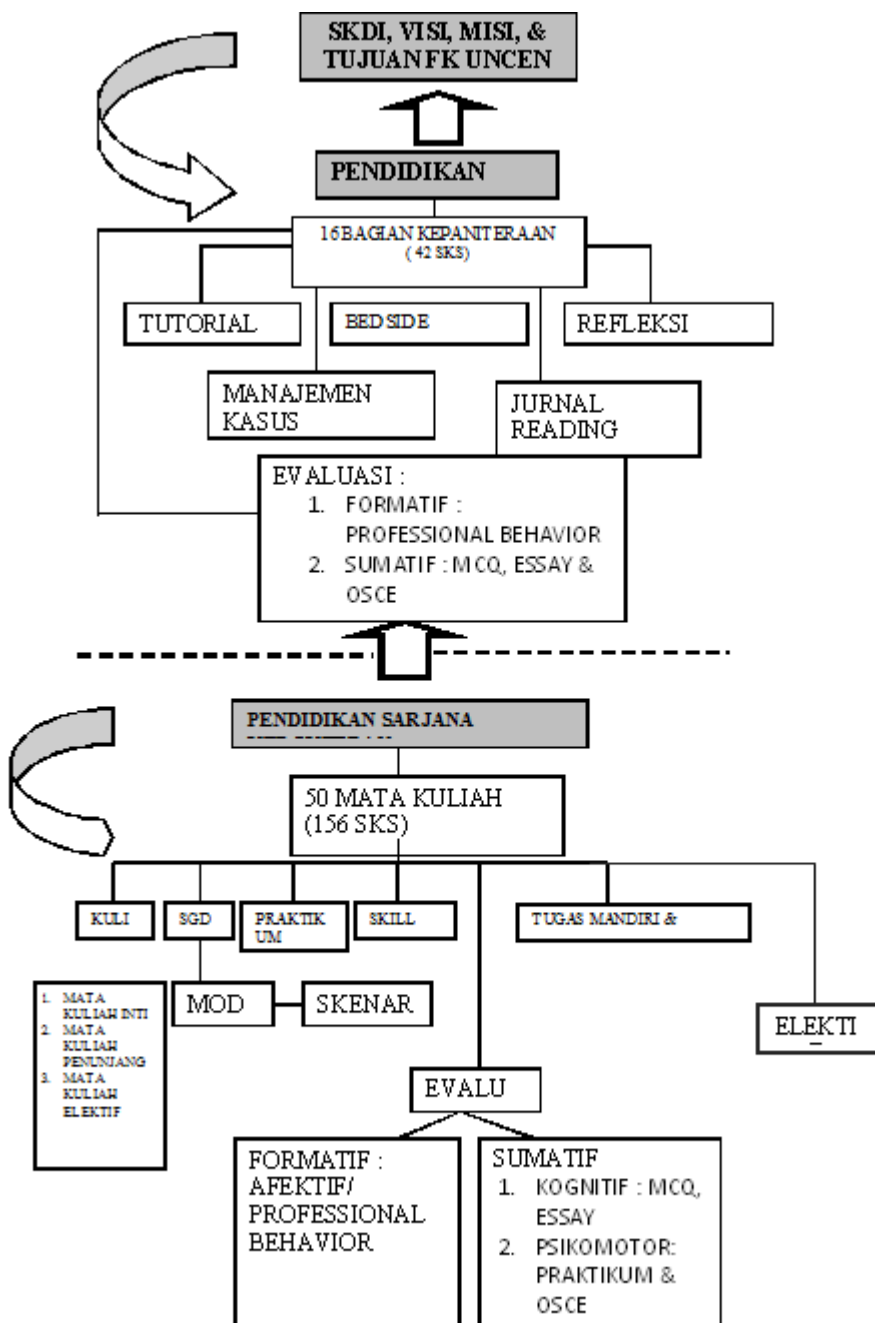 SKDI, VISI, MISI, &
TUJUAN FK UNCEN
PENDIDIKAN
16 BAGIAN KEPANITERAAN
( 42 SKS)
TUTORIAL
BEDSIDE
REFLEKSI
MANAJEMEN
KASUS
JURNAL
READING
EVALUASI :
1. FORMATIF :
PROFESSIONAL BEHAVIOR
2. SUMATIF : MCQ, ESSAY &
OSCE
PENDIDIKAN SARJANA
50 MATA KULIAH
(156 SKS)
KULI
SGD
PRAKTIK
UM
SKILL
TUGAS MANDIRI &
1. MATA
KULIAH INTI
2. MATA
KULIAH
PENUNJANG
3. MATA
KULIAH
ELEKTIF
MOD
SKENAR
ELEKTI
EVALU
FORMATIF :
AFEKTIF/
PROFESSIONAL
BEHAVIOR
SUMATIF
1. KOGNITIF : MCQ,
ESSAY
2. PSIKOMOTOR:
PRAKTIKUM &
OSCE